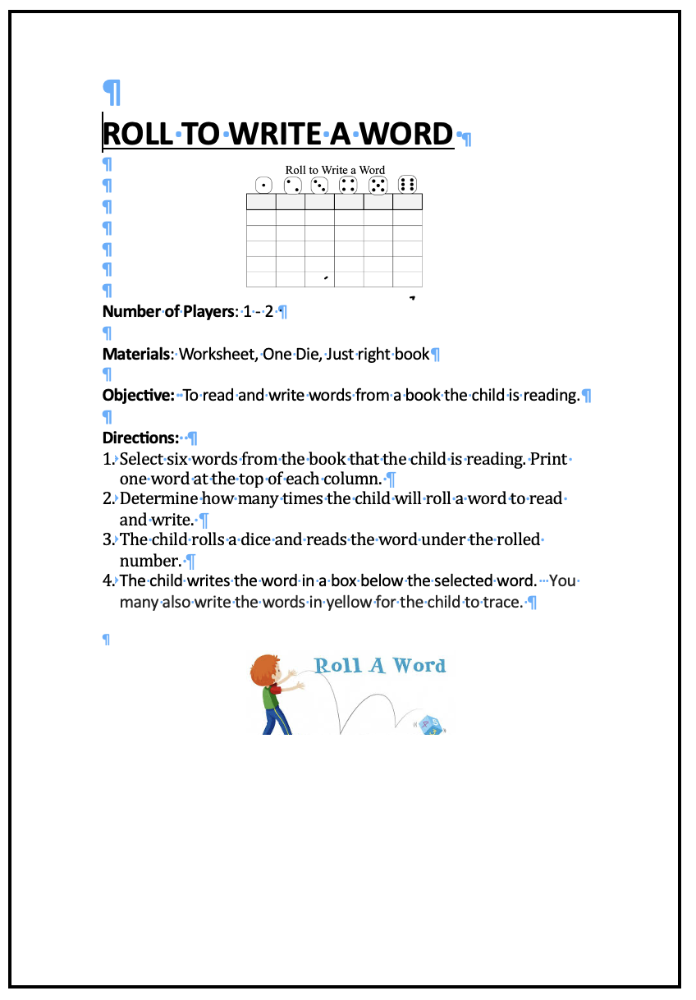 ROLL TO WRITE A WORD
Roll to Write a Word
Number of Players: 1 - 2
Materials: Worksheet, One Die, Just right book
Objective: To read and write words from a book the child is reading.
Directions:
1. Select six words from the book that the child is reading. Print
one word at the top of each column.
2. Determine how many times the child will roll a word to read
and write.
3. The child rolls a dice and reads the word under the rolled
number.
4. The child writes the word in a box below the selected word. You
many also write the words in yellow for the child to trace.
Roll A Word